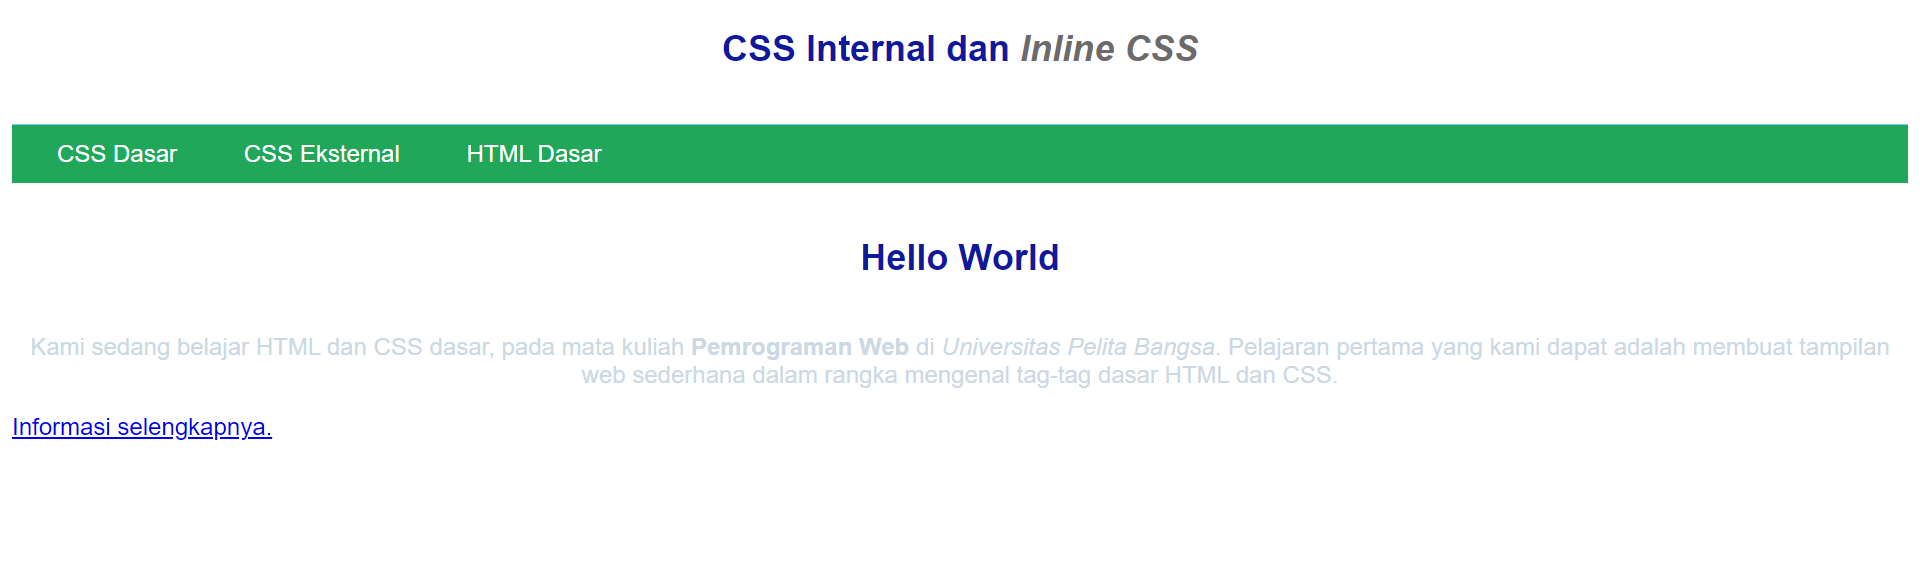 CSS Internal dan Inline CSS
CSS Dasar CSS Eksternal HTML Dasar
Hello World
Kami sedang belajar HTML dan CSS dasar, pada mata kuliah Pemrograman Web di Universitas Pelita Bangsa. Pelajaran pertama yang kami dapat adalah membuat tampilan
web sederhana dalam rangka mengenal tag-tag dasar HTML dan CSS.
Informasi selengkapnya.